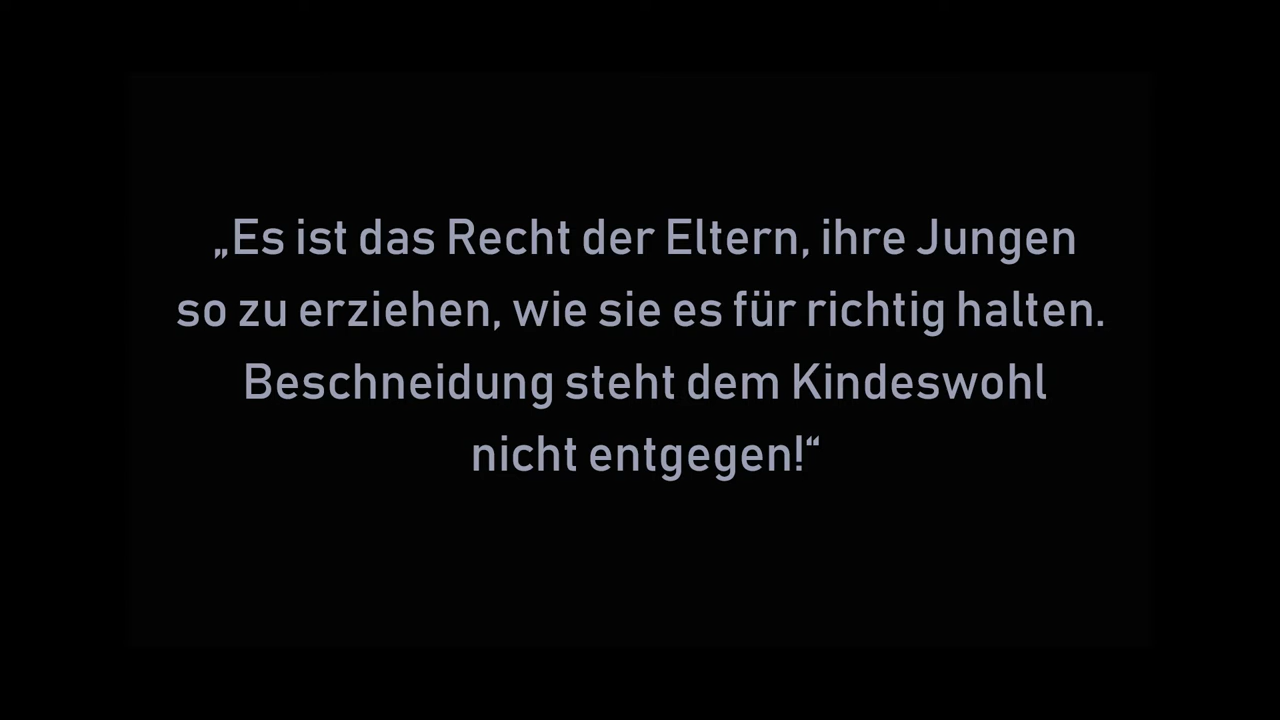 „Es ist das Recht der Eltern, ihre Jungen
so zu erziehen, wie sie es für richtig halten.
Beschneidung steht dem Kindeswohl
nicht entgegen!“